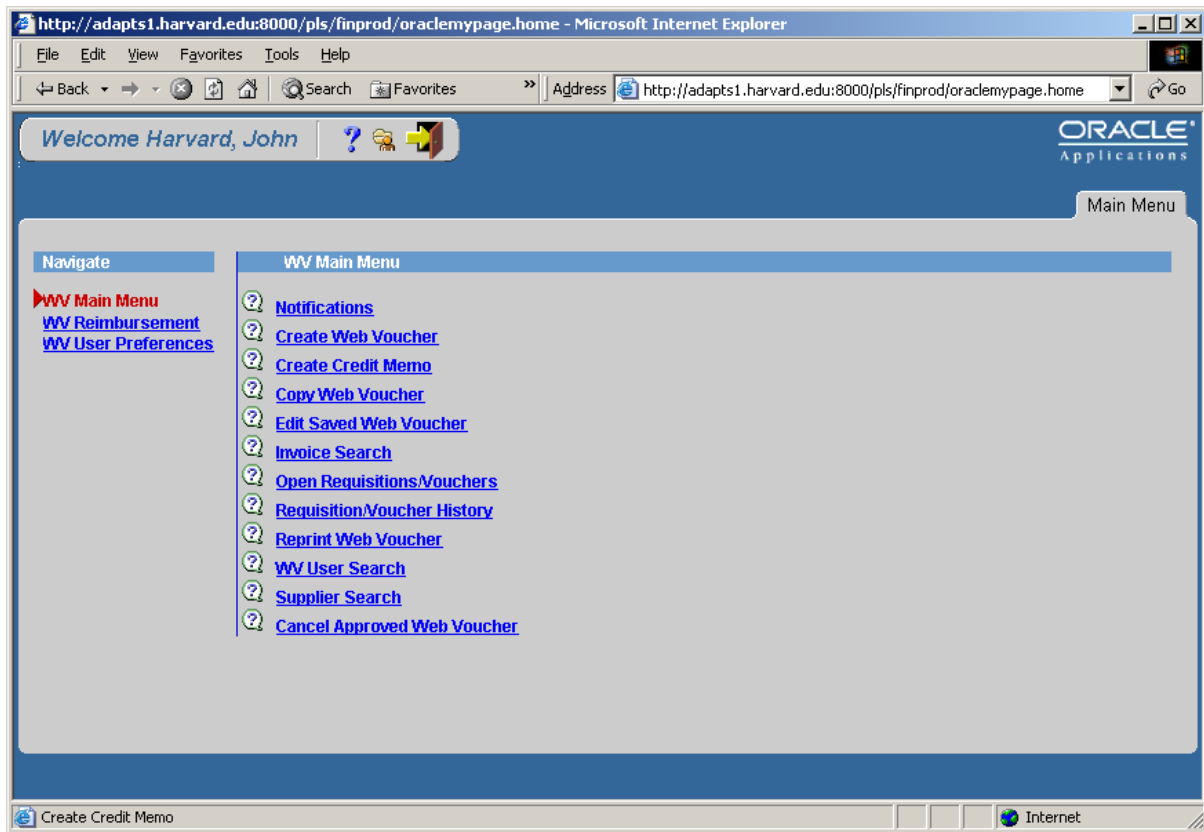 http://adapts1.harvard.edu:8000/pls/finprod/oraclemypage.home - Microsoft Internet Explorer
File Edit View Favorites Tools Help
Back Search Favorites » Address http://adapts1.harvard.edu:8000/pls/finprod/oraclemypage.home Go
Welcome Harvard, John ?
ORACLE
Applications
Main Menu
Navigate
WV Main Menu
WV Reimbursement
WV User Preferences
WV Main Menu
Notifications
Create Web Voucher
Create Credit Memo
Copy Web Voucher
Edit Saved Web Voucher
Invoice Search
Open Requisitions/Vouchers
Requisition/Voucher History
Reprint Web Voucher
WV User Search
Supplier Search
Cancel Approved Web Voucher
Create Credit Memo Internet